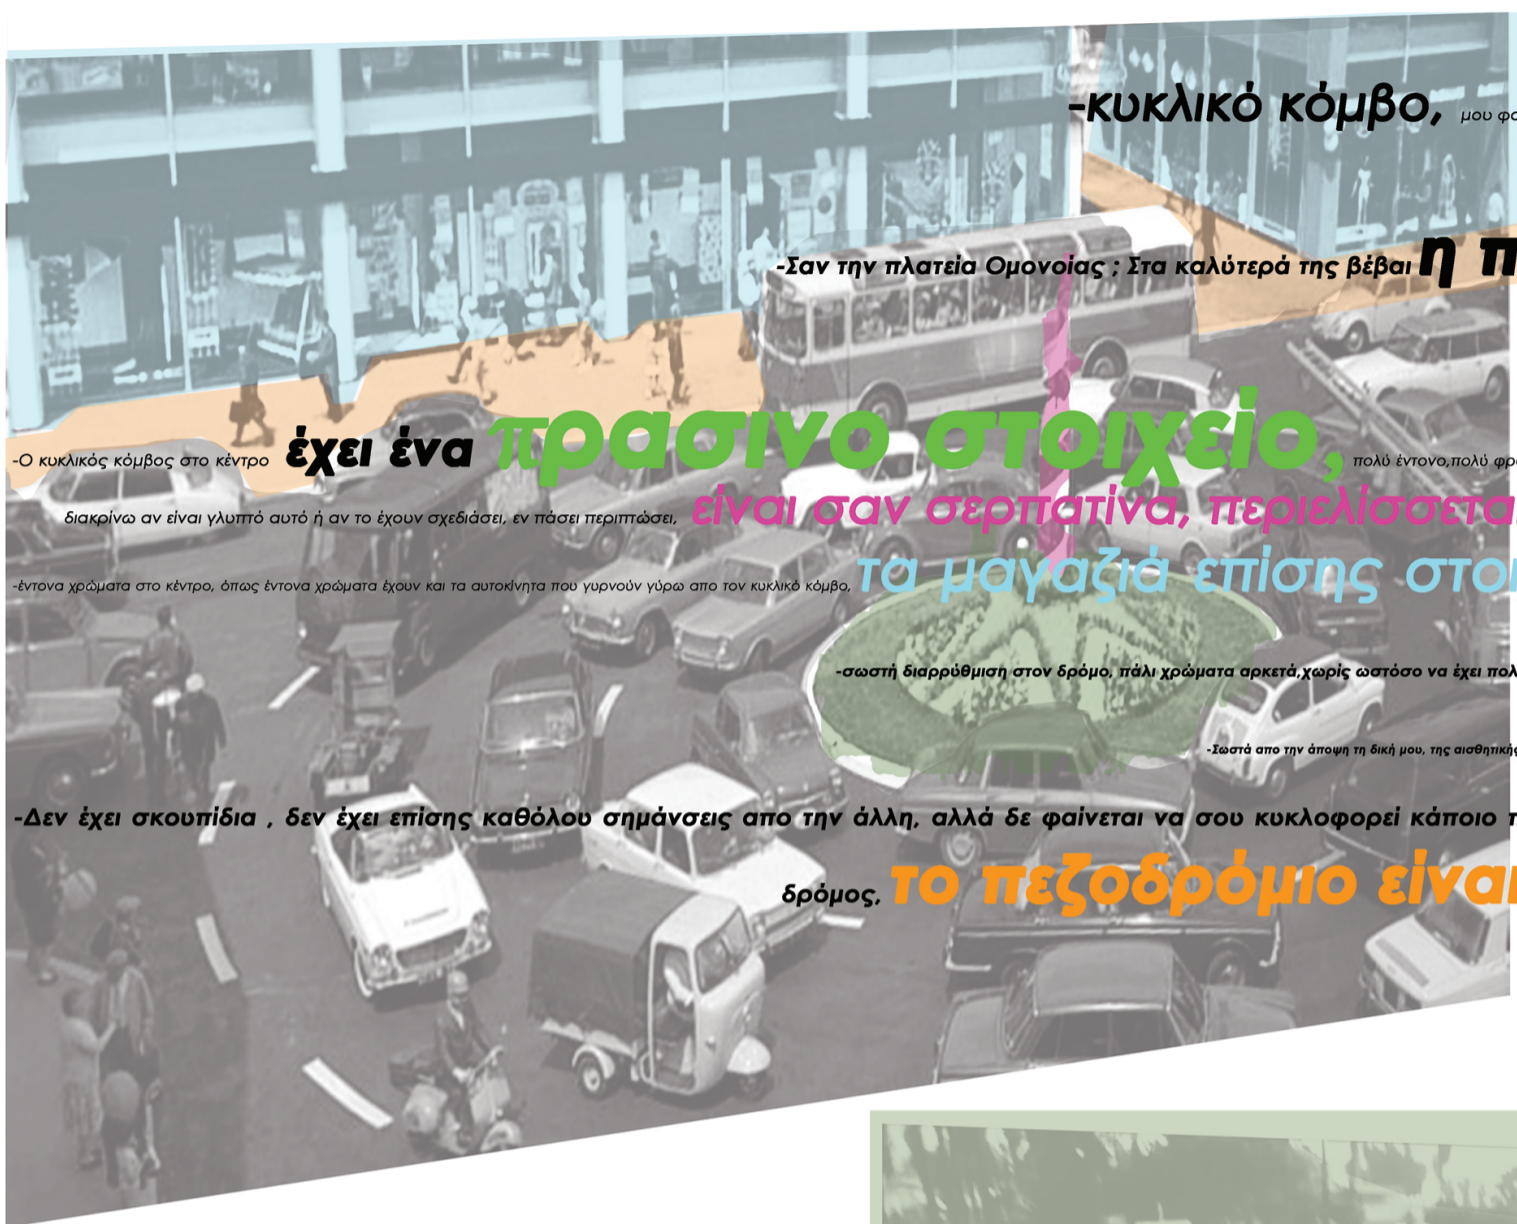 -κυκλικό κόμβο, μου
-Σαν την πλατεία Ομονοίας ; Στα καλύτερά της βέβαι η
-Ο κυκλικός κόμβος στο κέντρο έχει ένα πρασινο στοιχείο, πολύ έντονο,πολύ
διακρίνω αν είναι γλυπτό αυτό ή αν το έχουν σχεδιάσει, εν πάσει περιπτώσει, είναι σαν σερπατίνα, περιελίσσεται
-έντονα χρώματα στο κέντρο, όπως έντονα χρώματα έχουν και τα αυτοκίνητα που γυρνούν γύρω απο τον κυκλικό κόμβο, τα μαγαζιά επίσης
-σωστή διαρρύθμιση στον δρόμο, πάλι χρώματα αρκετά,χωρίς ωστόσο να έχει
-Σωστά απο την άποψη τη δική μου, της αισθητικής
-Δεν έχει σκουπίδια , δεν έχει επίσης καθόλου σημάνσεις απο την άλλη, αλλά δε φαίνεται να σου κυκλοφορεί κάποιο
δρόμος, το πεζοδρόμιο είναι